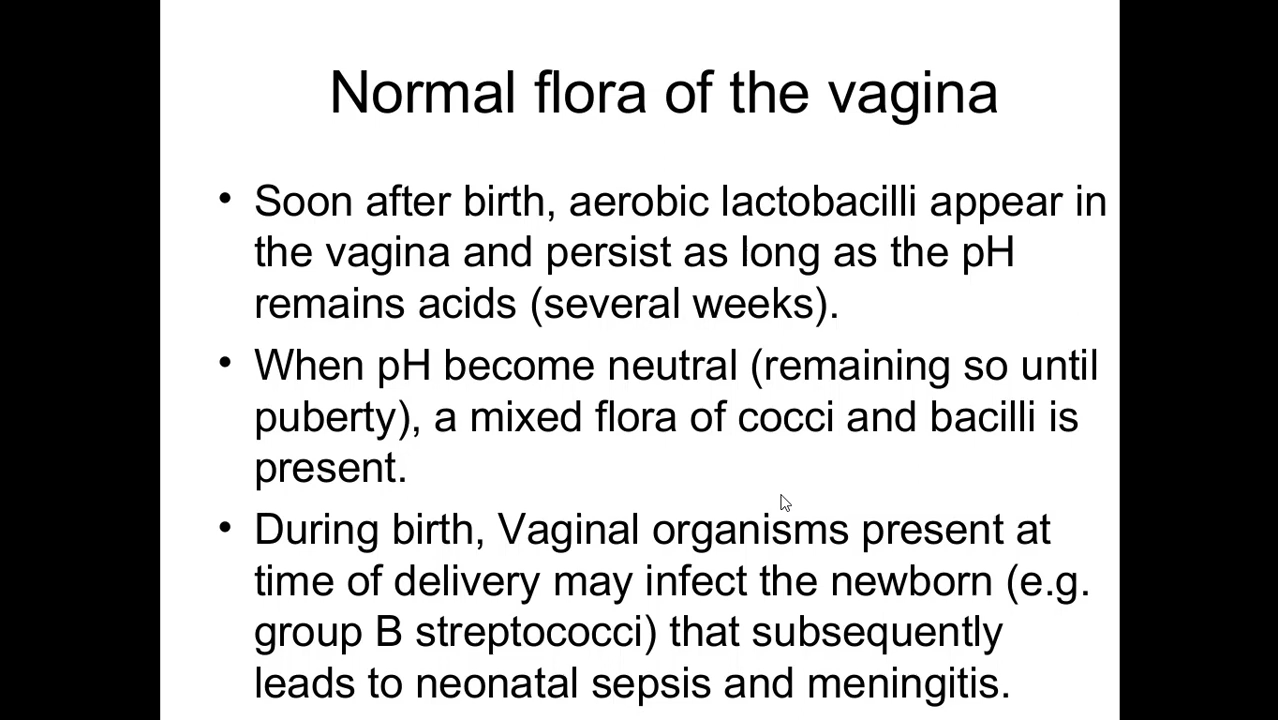 Normal flora of the vagina
• Soon after birth, aerobic lactobacilli appear in
the vagina and persist as long as the pH
remains acids (several weeks).
• When pH become neutral (remaining so until
puberty), a mixed flora of cocci and bacilli is
present.
• During birth, Vaginal organisms present at
time of delivery may infect the newborn (e.g.
group B streptococci) that subsequently
leads to neonatal sepsis and meningitis.